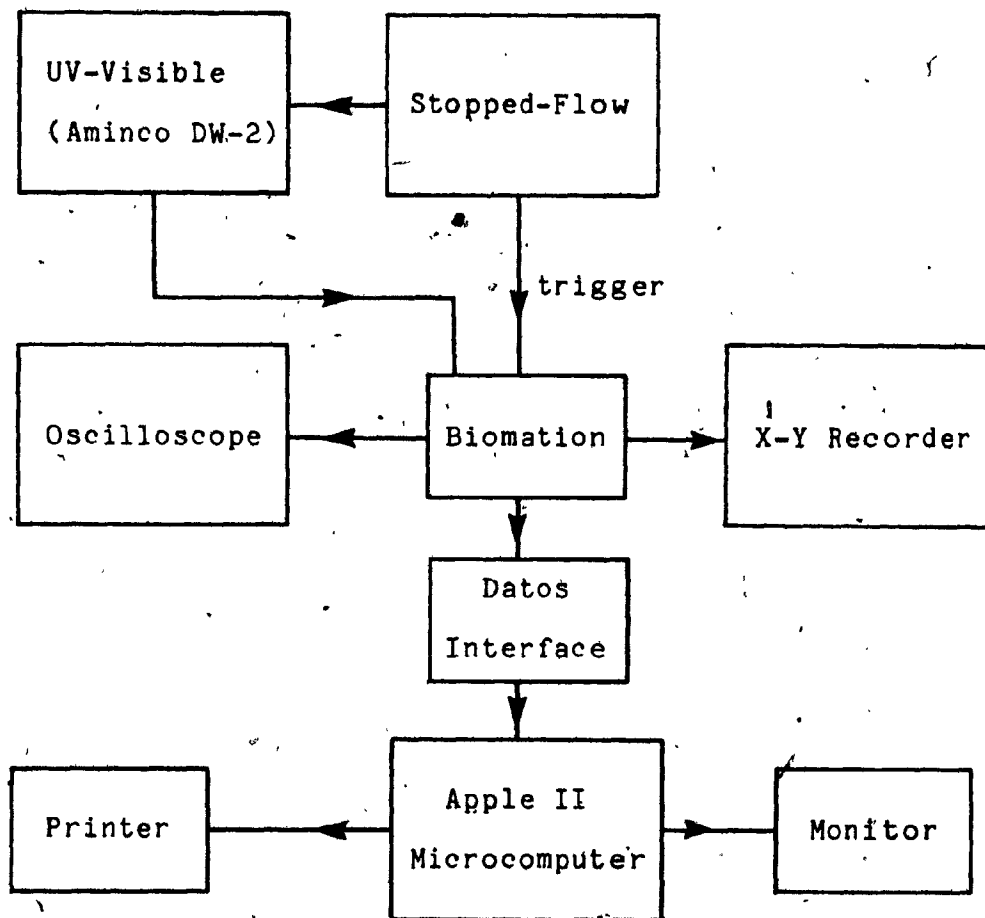 UV-Visible
(Aminco DW-2)
Stopped-Flow
trigger
Oscilloscope
Biomation
X-Y Recorder
Datos
Interface
Printer
Apple II
Microcomputer
Monitor